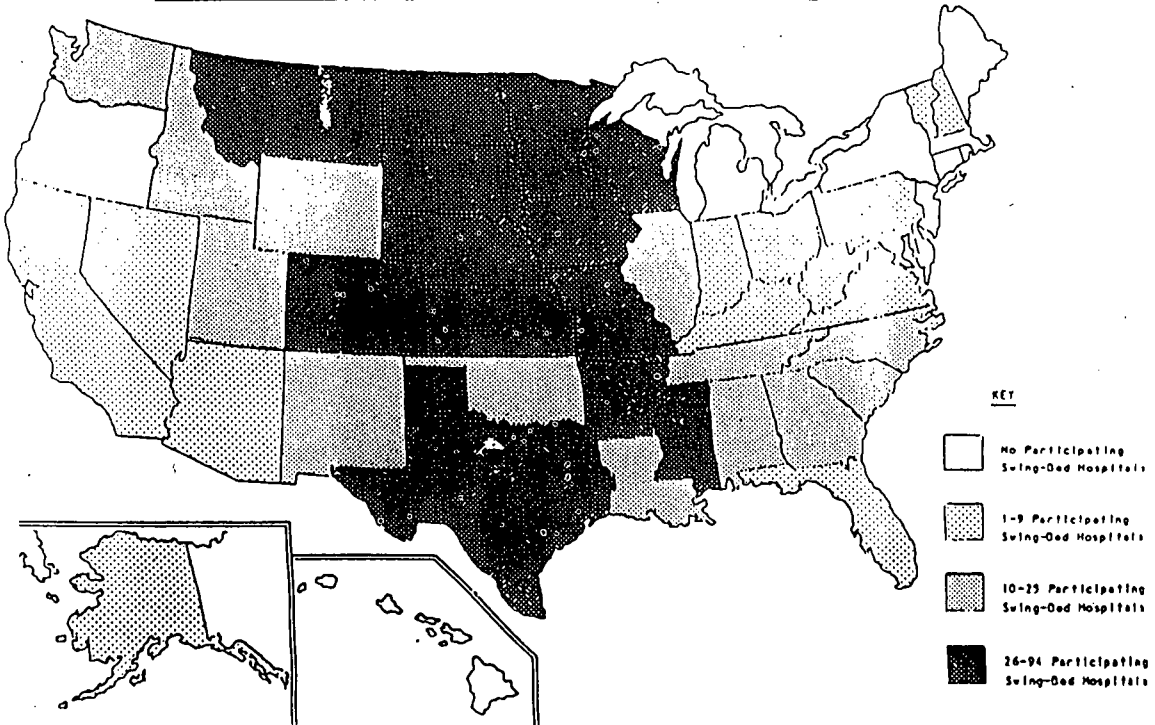 KEY
No Participating
Swing-Bed Hospitals
1-9 Participating
Swing-Bed Hospitals
10-25 Participating
Swing-Bed Hospitals
26-94 Participating
Swing-Bed Hospitals